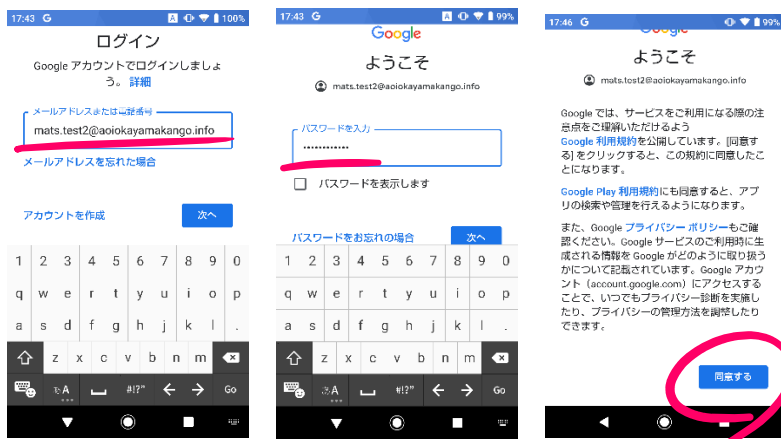 17:43 G A 100%
ログイン
Google アカウントでログインしましょ
う。 詳細
メールアドレスまたは電話番号
mats.test2@aoiokayamakango.info
メールアドレスを忘れた場合
アカウントを作成 次へ
1 2 3 4 5 6 7 8 9 0
q w e r t y u i o p
a s d f g h j k l .
z x c v b n m
あA #!?" Go
17:43 G A 99%
Google
ようこそ
mats.test2@aoiokayamakango.info
パスワードを入力
••••••••••••
パスワードを表示します
パスワードをお忘れの場合 次へ
1 2 3 4 5 6 7 8 9 0
q w e r t y u i o p
a s d f g h j k l .
z x c v b n m
あA #!?" Go
17:46 G 99%
Google
ようこそ
mats.test2@aoiokayamakango.info
Google では、サービスをご利用になる際の注
意点をご理解いただけるよう
Google 利用規約を公開しています。[同意す
る] をクリックすると、この規約に同意したこ
とになります。
Google Play 利用規約にも同意すると、アプ
リの検索や管理を行えるようになります。
また、Google プライバシー ポリシーもご確
認ください。Google サービスのご利用時に生
成される情報を Google がどのように取り扱う
かについて記載されています。Google アカウ
ント（account.google.com）にアクセスする
ことで、いつでもプライバシー診断を実施し
たり、プライバシーの管理方法を調整したり
できます。
同意する